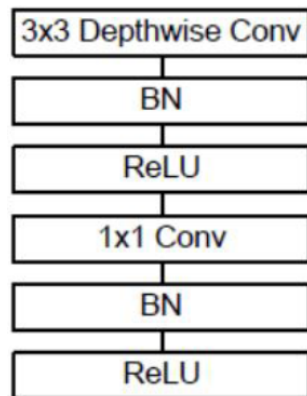 3x3 Depthwise Conv
BN
ReLU
1x1 Conv
BN
ReLU